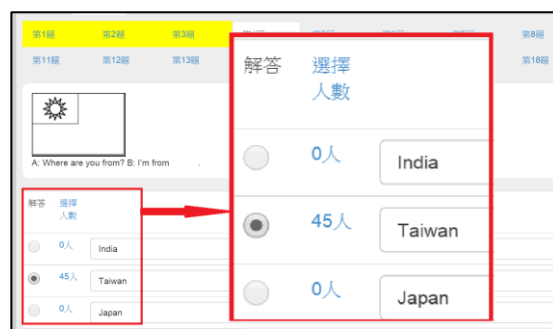 第1題 第2題 第3題 第8題
第11題 第12題 第13題 第18題
A: Where are you from? B: I'm from .
解答 選擇
人數
0人 India
45人 Taiwan
0人 Japan
解答 選擇
人數
0人 India
45人 Taiwan
0人 Japan